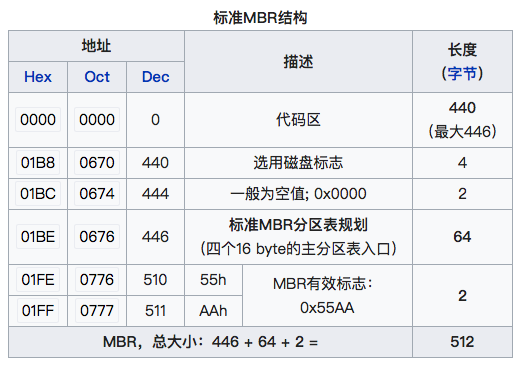 标准MBR结构
地址 描述 长度
(字节)
Hex Oct Dec
0000 0000 0 代码区 440
（最大446）
01B8 0670 440 选用磁盘标志 4
01BC 0674 444 一般为空值; 0x0000 2
01BE 0676 446 标准MBR分区表规划
（四个16 byte的主分区表入口） 64
01FE 0776 510 55h MBR有效标志：
0x55AA 2
01FF 0777 511 AAh
MBR，总大小：446 + 64 + 2 = 512